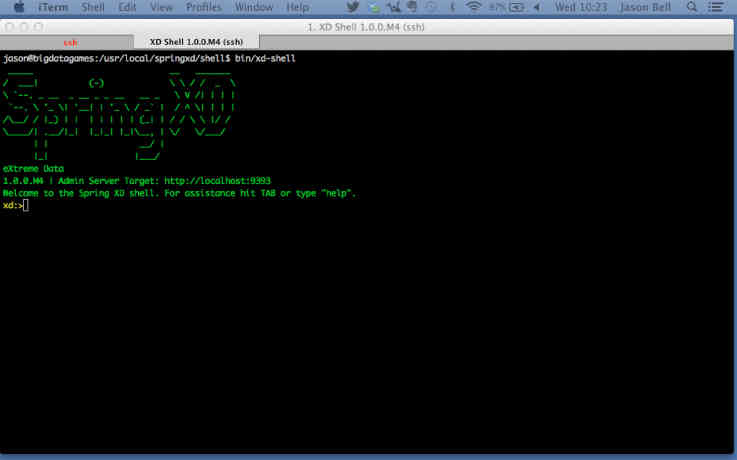 iTerm Shell Edit View Profiles Window Help 97% Wed 10:23 Jason Bell
1. XD Shell 1.0.0.M4 (ssh)
ssh XD Shell 1.0.0.M4 (ssh)
jason@bigdatagames:/usr/local/springxd/shell$ bin/xd-shell
Spring XD
eXtreme Data
1.0.0.M4 | Admin Server Target: http://localhost:9393
Welcome to the Spring XD shell. For assistance hit TAB or type "help".
xd:>